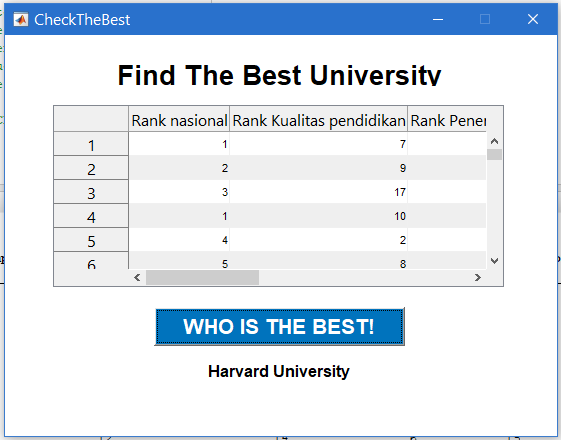 CheckTheBest
Find The Best University
Rank nasional Rank Kualitas pendidikan Rank Pener
1 1 7
2 2 9
3 3 17
4 1 10
5 4 2
6 5 8
WHO IS THE BEST!
Harvard University